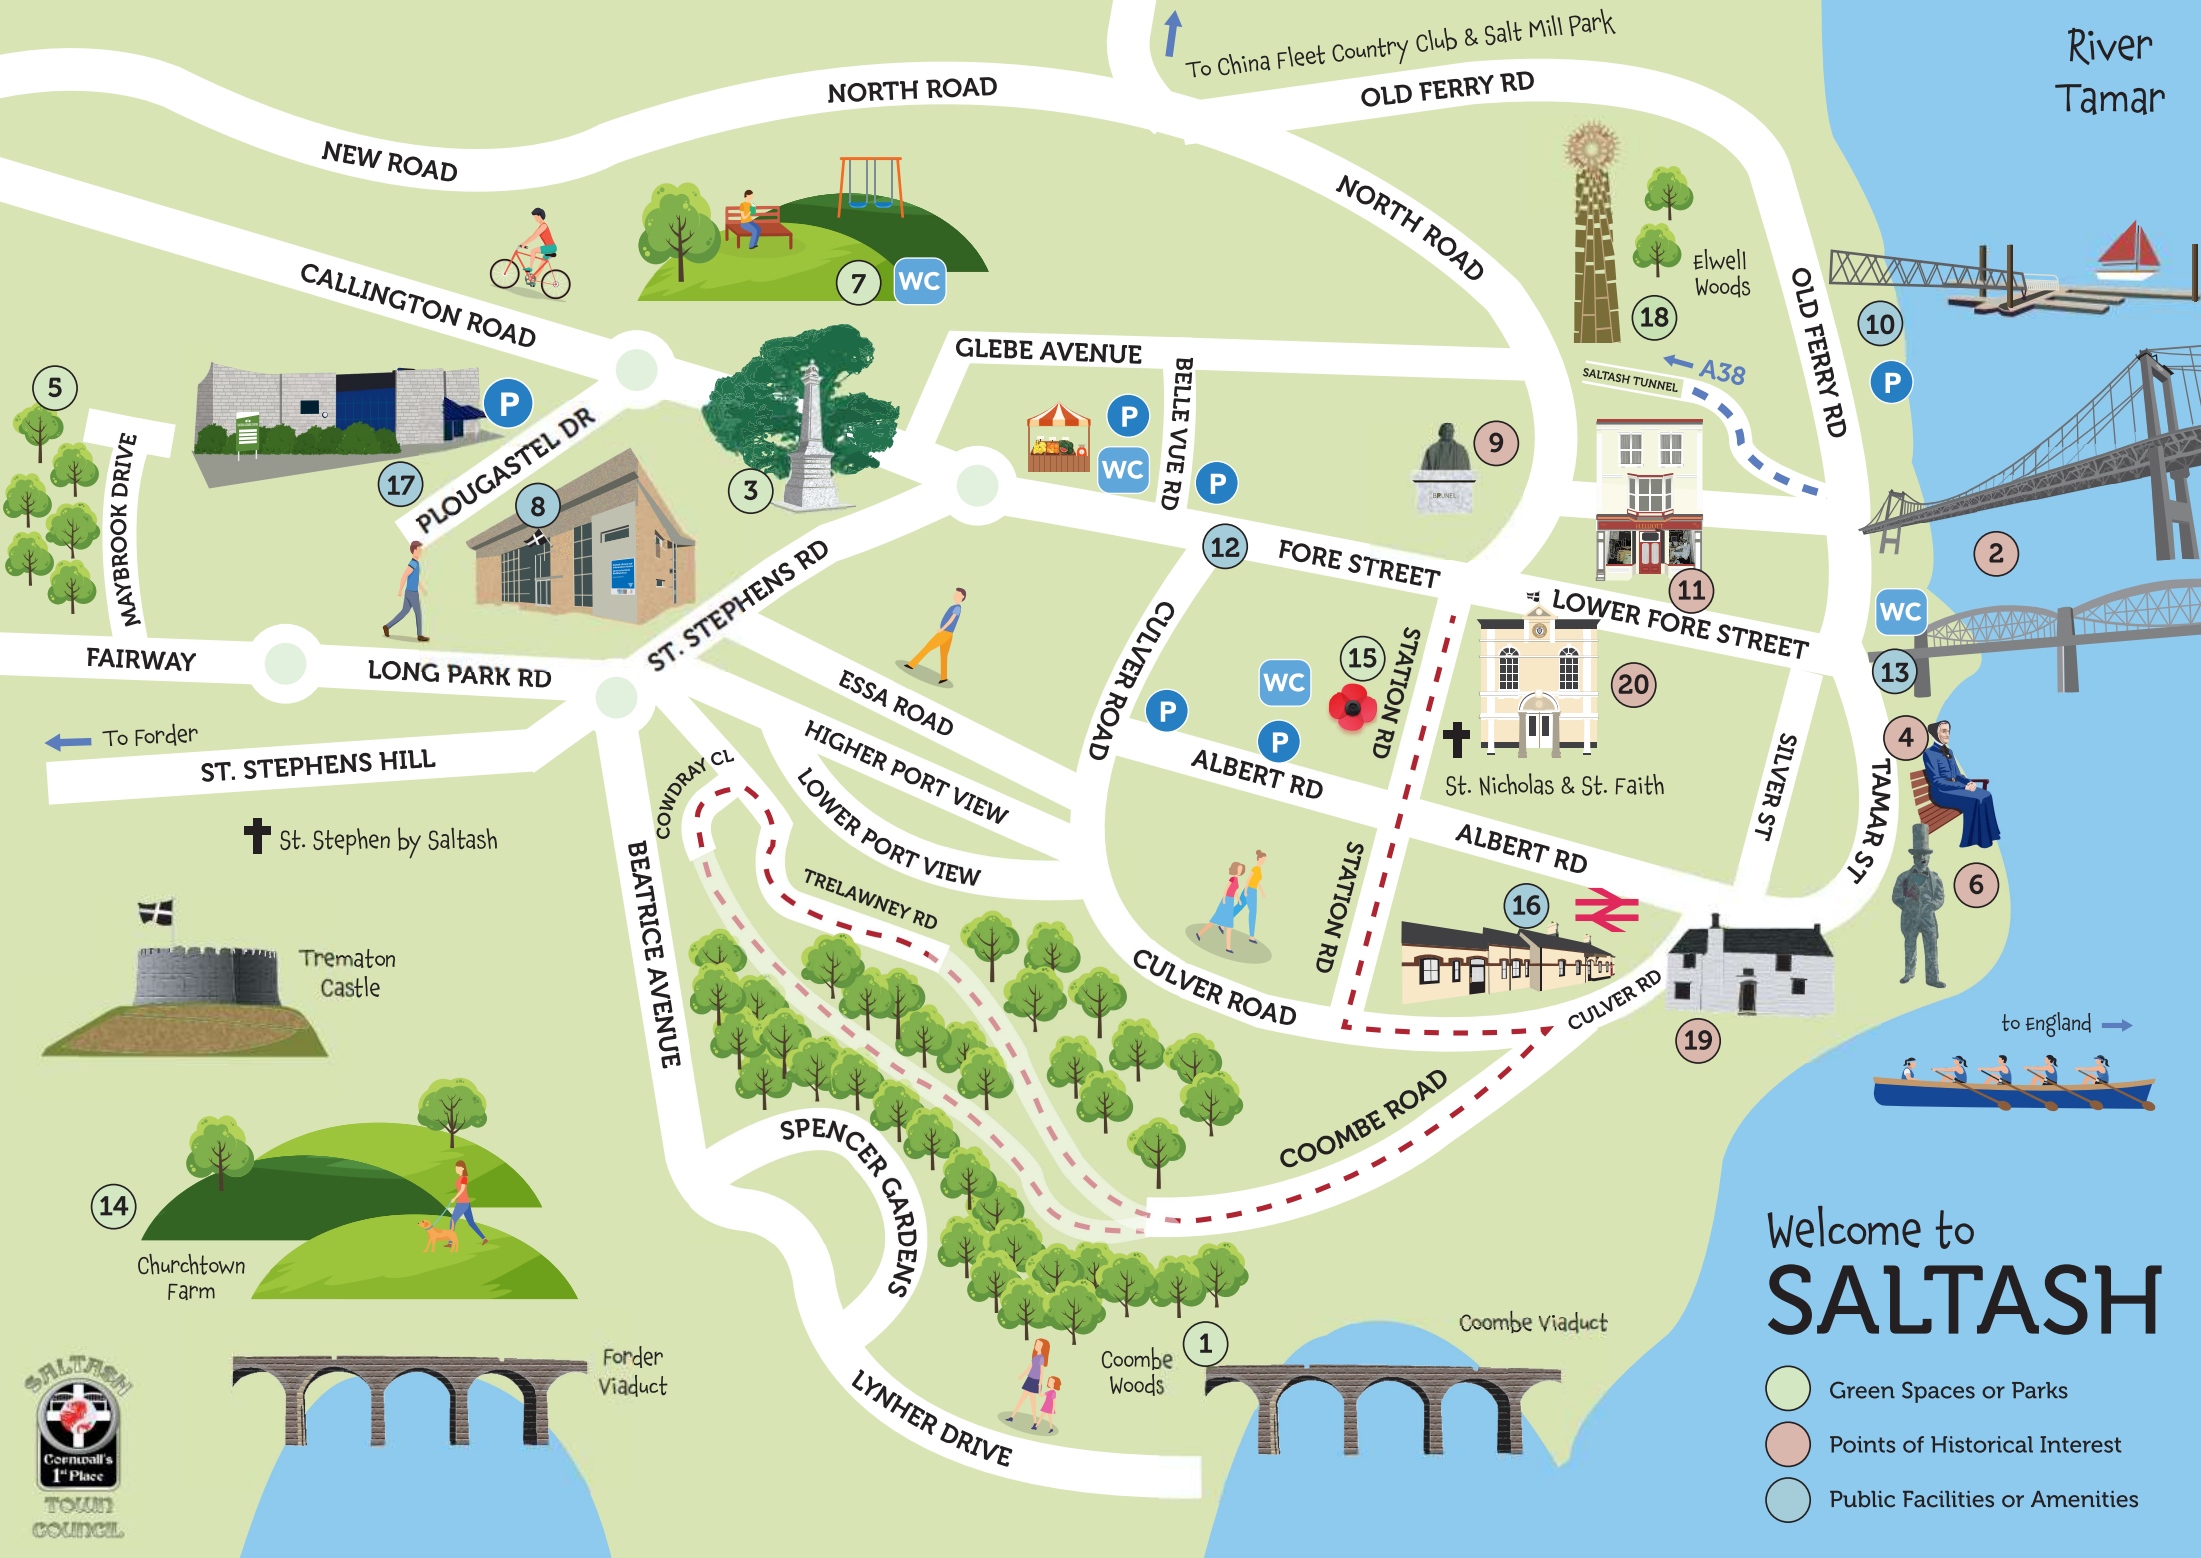 River
Tamar
To China Fleet Country Club & Salt Mill Park
NORTH ROAD
OLD FERRY RD
NEW ROAD
NORTH ROAD
CALLINGTON ROAD
7
WC
Elwell
Woods
18
OLD FERRY RD
10
P
A38
SALTASH TUNNEL
GLEBE AVENUE
BELLE VUE RD
P
WC
P
5
MAYBROOK DRIVE
P
17
PLOUGASTEL DR
8
3
9
BRUNEL
11
2
12
FORE STREET
LOWER FORE STREET
WC
13
ST. STEPHENS RD
FAIRWAY
LONG PARK RD
CULVER ROAD
15
WC
P
P
STATION RD
20
St. Nicholas & St. Faith
4
ESSA ROAD
HIGHER PORT VIEW
LOWER PORT VIEW
To Forder
ST. STEPHENS HILL
ALBERT RD
SILVER ST
TAMAR ST
COWDRAY CL
St. Stephen by Saltash
BEATRICE AVENUE
TRELAWNEY RD
STATION RD
ALBERT RD
16
6
Trematon
Castle
CULVER ROAD
CULVER RD
19
to England
COOMBE ROAD
SPENCER GARDENS
14
Churchtown
Farm
Forder
Viaduct
LYNHER DRIVE
Coombe
Woods
1
Coombe Viaduct
Welcome to
SALTASH
Green Spaces or Parks
Points of Historical Interest
Public Facilities or Amenities
SALTASH
Cornwall's
1st Place
TOWN
COUNCIL